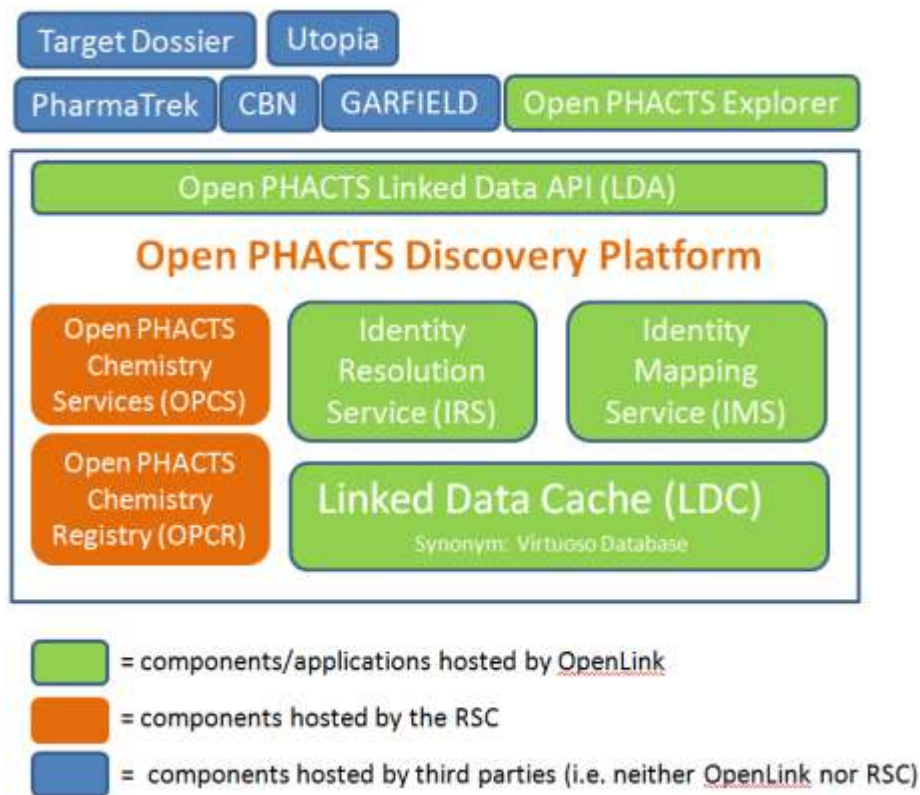 Target Dossier
Utopia
PharmaTrek
CBN
GARFIELD
Open PHACTS Explorer
Open PHACTS Linked Data API (LDA)
Open PHACTS Discovery Platform
Open PHACTS
Chemistry
Services (OPCS)
Identity
Resolution
Service (IRS)
Identity
Mapping
Service (IMS)
Open PHACTS
Chemistry
Registry (OPCR)
Linked Data Cache (LDC)
Synonym: Virtuoso Database
= components/applications hosted by OpenLink
= components hosted by the RSC
= components hosted by third parties (i.e. neither OpenLink nor RSC)